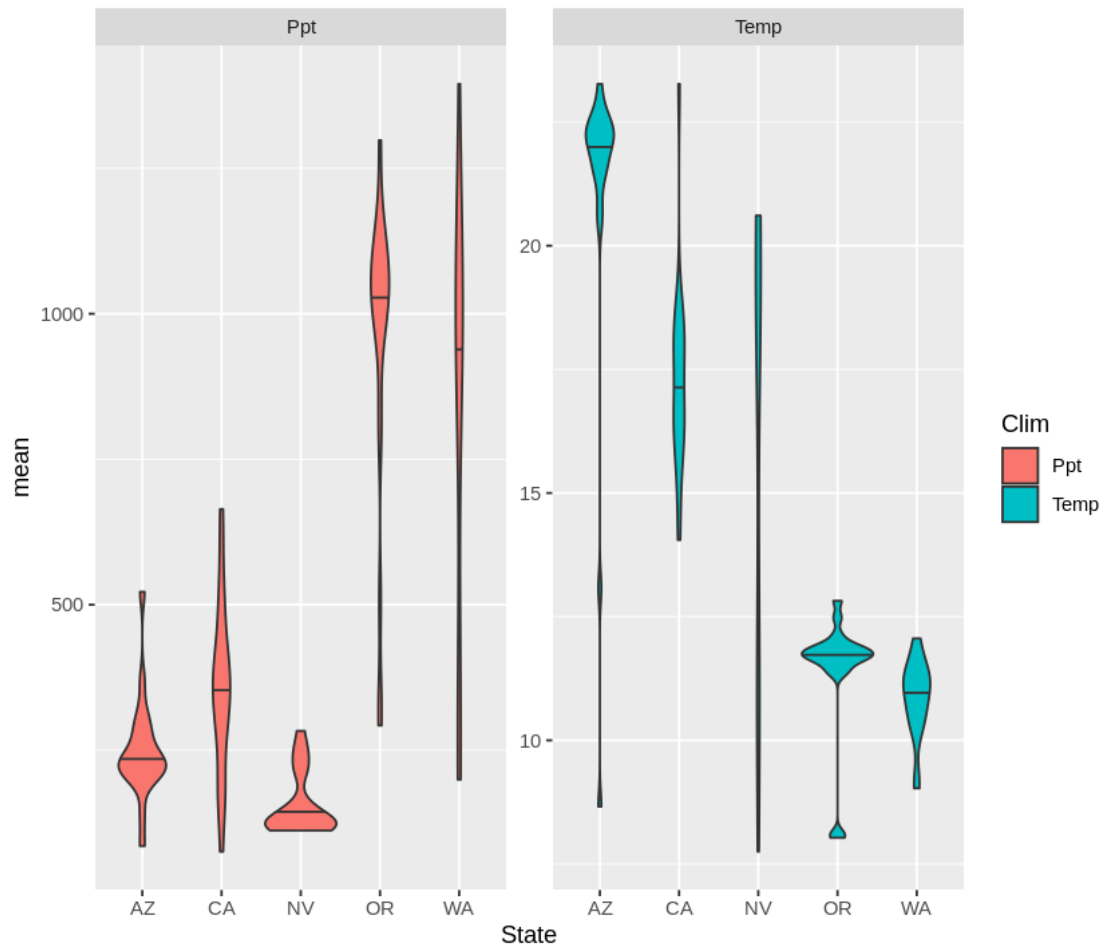 Ppt
Temp
mean
1000
500
20
15
10
AZ CA NV OR WA
AZ CA NV OR WA
State
Clim
Ppt
Temp